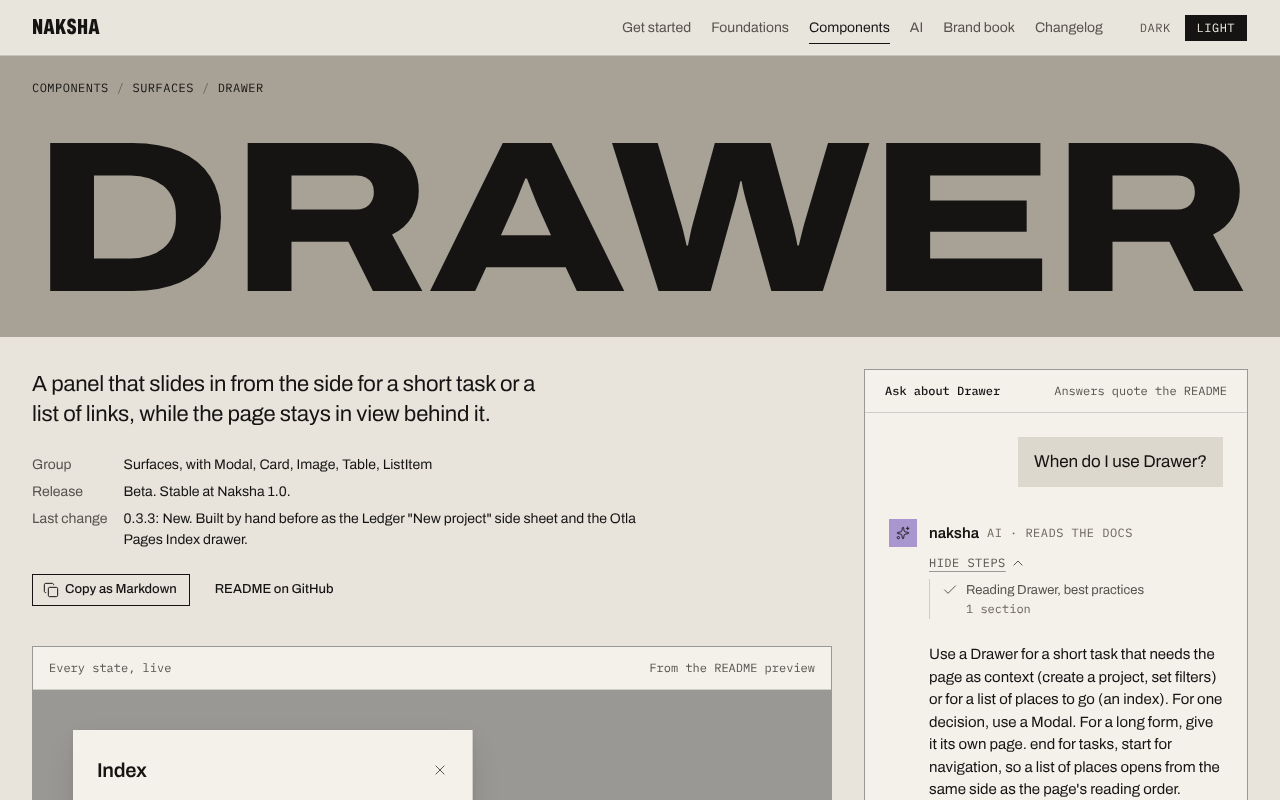 NAKSHA
Get started Foundations Components AI Brand book Changelog DARK LIGHT
COMPONENTS / SURFACES / DRAWER
DRAWER
A panel that slides in from the side for a short task or a
list of links, while the page stays in view behind it.
Group Surfaces, with Modal, Card, Image, Table, ListItem
Release Beta. Stable at Naksha 1.0.
Last change 0.3.3: New. Built by hand before as the Ledger "New project" side sheet and the Otla
Pages Index drawer.
Copy as Markdown README on GitHub
Every state, live From the README preview
Index
Ask about Drawer Answers quote the README
When do I use Drawer?
naksha AI · READS THE DOCS
HIDE STEPS
Reading Drawer, best practices
1 section
Use a Drawer for a short task that needs the
page as context (create a project, set filters)
or for a list of places to go (an index). For one
decision, use a Modal. For a long form, give
it its own page. end for tasks, start for
navigation, so a list of places opens from the
same side as the page's reading order.